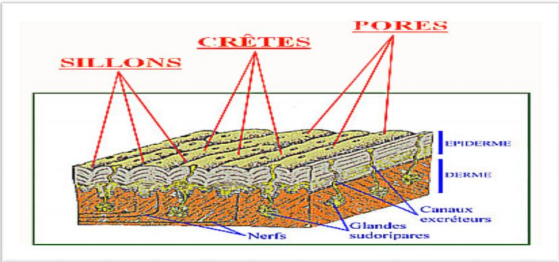 PORES
CRÊTES
SILLONS
EPIDERME
DERME
Canaux
excréteurs
Glandes
sudoripares
Nerfs